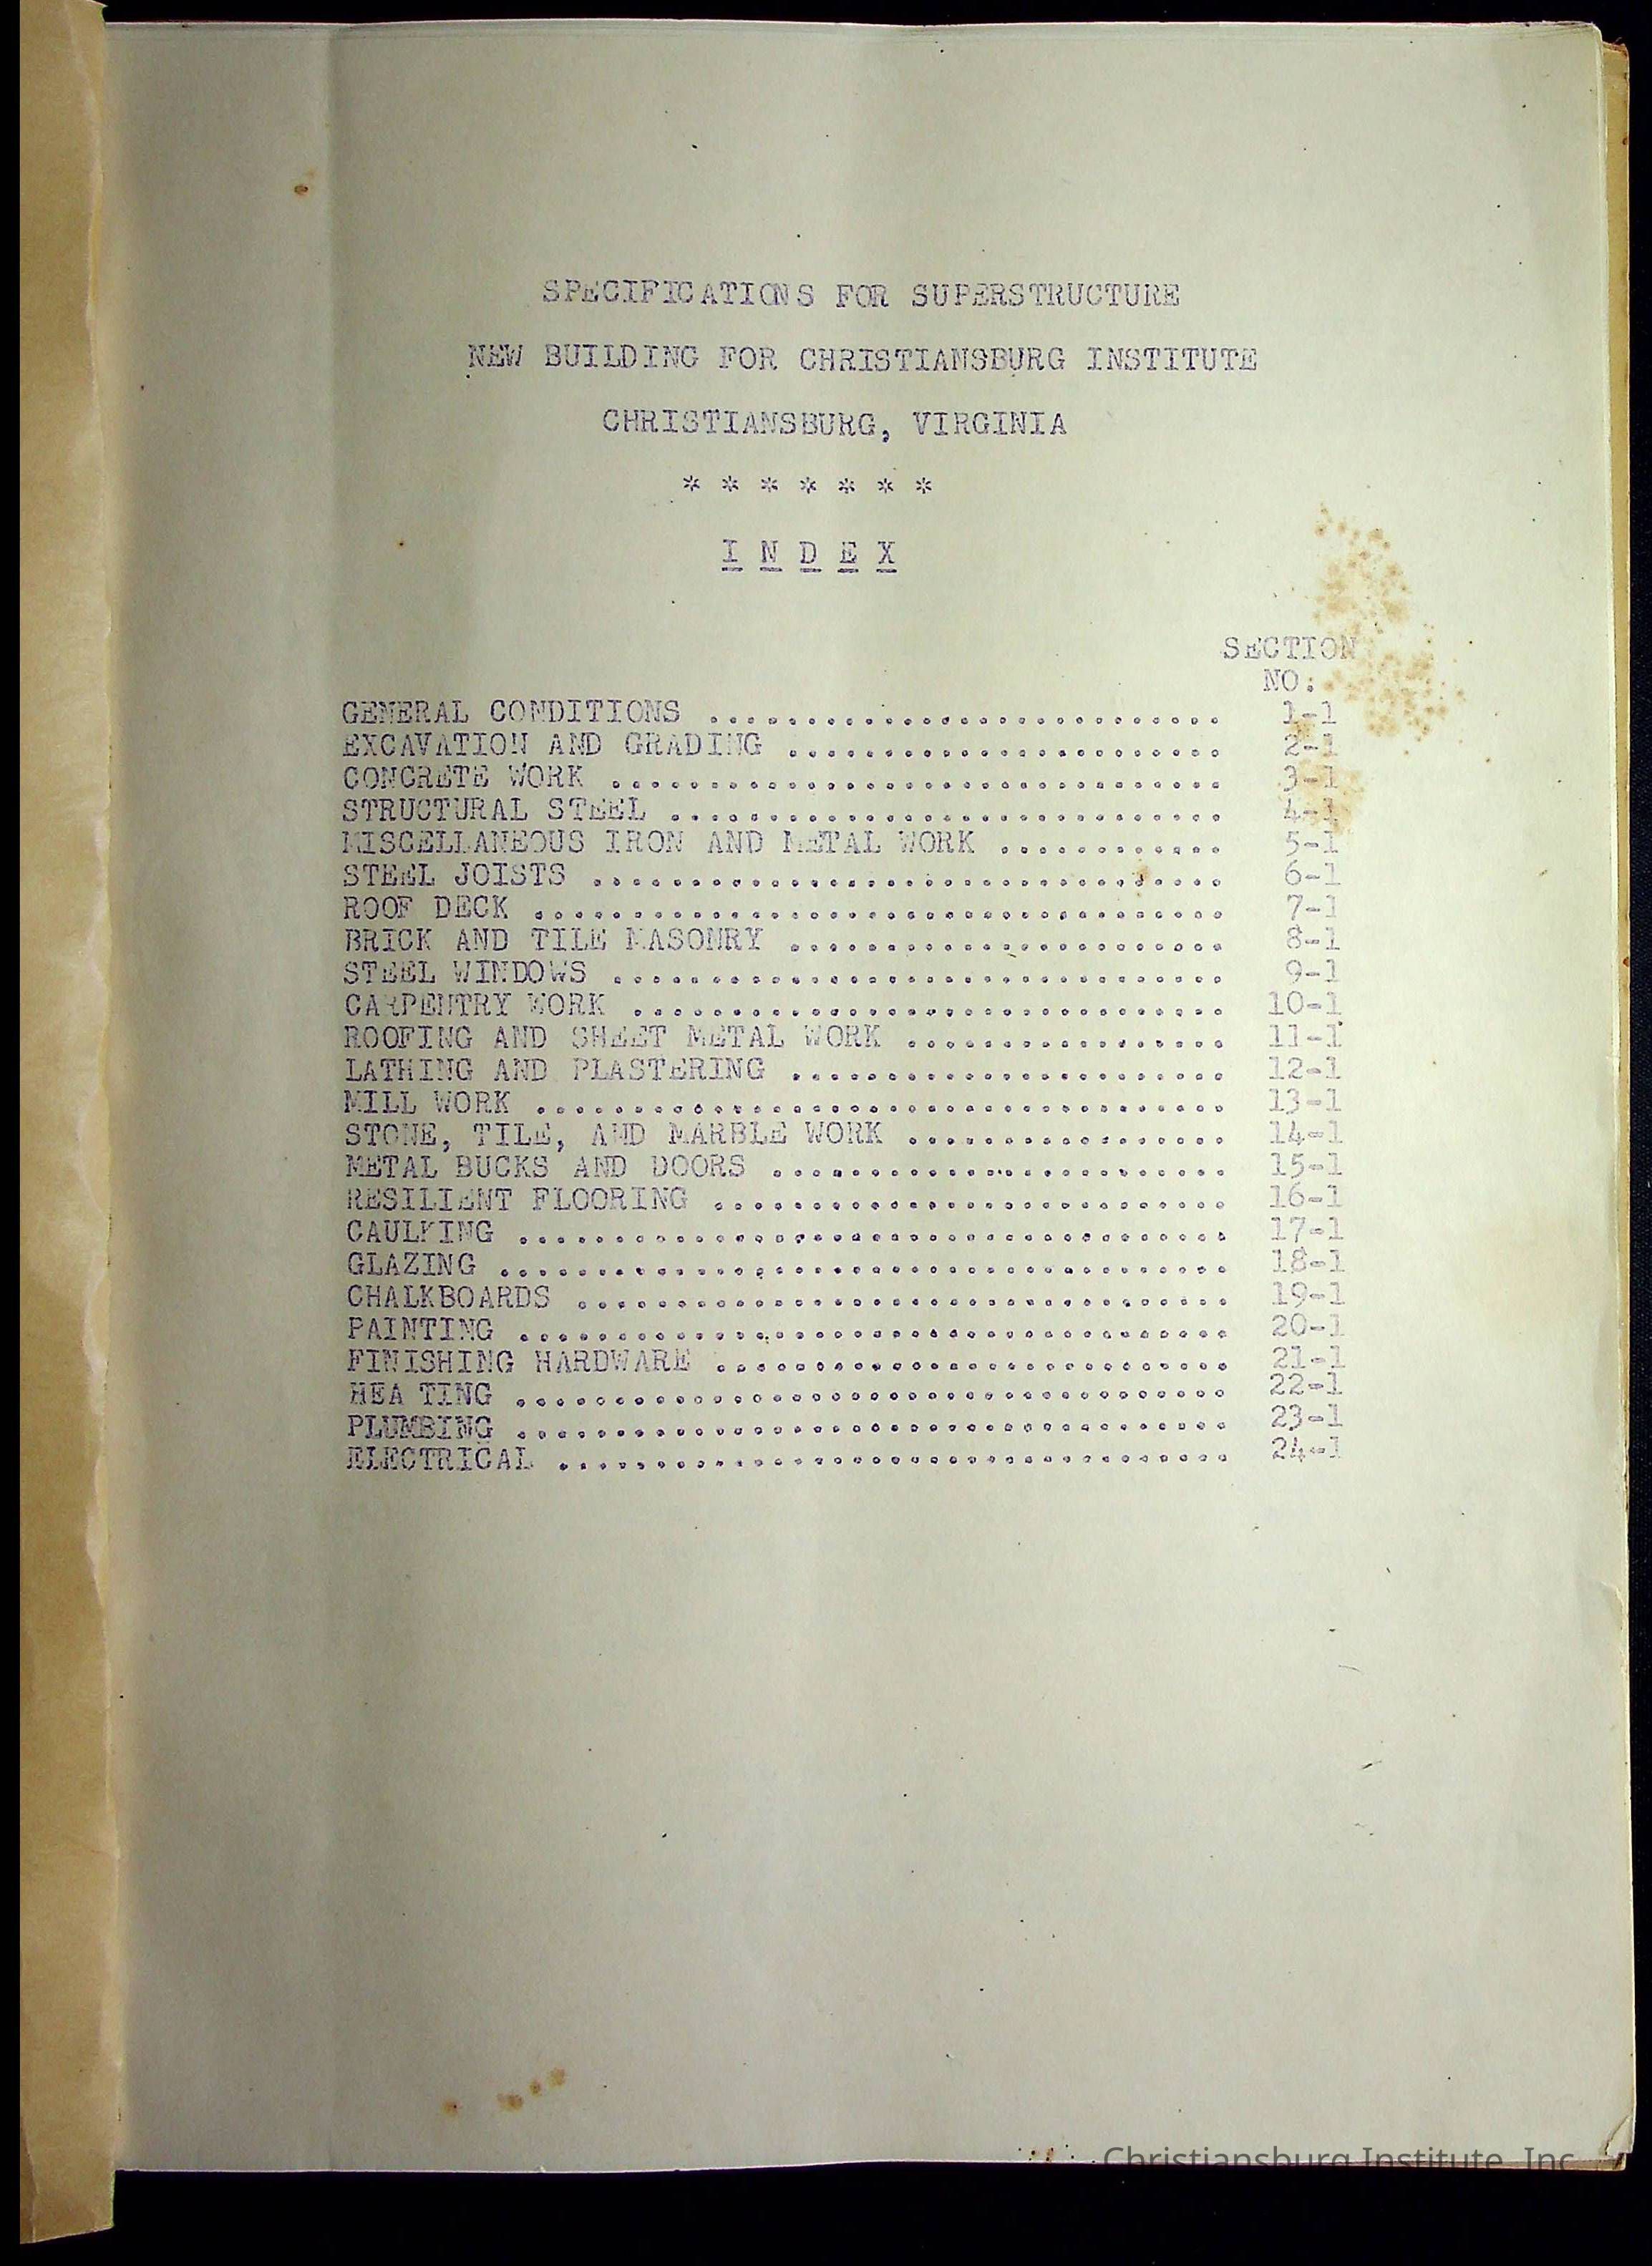 SPECIFICATIONS FOR SUPERSTRUCTURE
NEW BUILDING FOR CHRISTIANSBURG INSTITUTE
CHRISTIANSBURG, VIRGINIA
* * * * * * *
I N D E X
SECTION
NO.
GENERAL CONDITIONS .......................... 1-1
EXCAVATION AND GRADING ...................... 2-1
CONCRETE WORK ............................... 3-1
STRUCTURAL STEEL ............................ 4-1
MISCELLANEOUS IRON AND METAL WORK ............ 5-1
STEEL JOISTS ................................ 6-1
ROOF DECK ................................... 7-1
BRICK AND TILE MASONRY ...................... 8-1
STEEL WINDOWS ............................... 9-1
CARPENTRY WORK .............................. 10-1
ROOFING AND SHEET METAL WORK ................ 11-1
LATHING AND PLASTERING ...................... 12-1
MILL WORK ................................... 13-1
STONE, TILE, AND MARBLE WORK ................ 14-1
METAL BUCKS AND DOORS ....................... 15-1
RESILIENT FLOORING .......................... 16-1
CAULKING .................................... 17-1
GLAZING ..................................... 18-1
CHALKBOARDS ................................. 19-1
PAINTING .................................... 20-1
FINISHING HARDWARE .......................... 21-1
HEA TING .................................... 22-1
PLUMBING .................................... 23-1
ELECTRICAL .................................. 24-1
Christiansburg Institute, Inc.